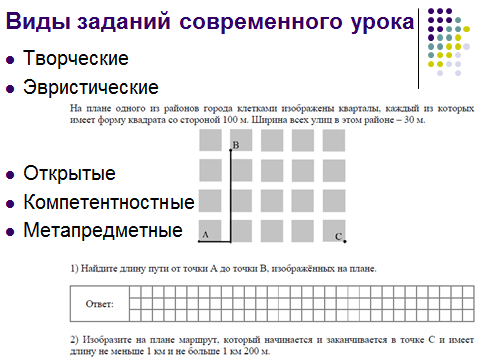 Виды заданий современного урока
Творческие
Эвристические
На плане одного из районов города клетками изображены кварталы, каждый из которых
имеет форму квадрата со стороной 100 м. Ширина всех улиц в этом районе – 30 м.
B
Открытые
Компетентностные
Метапредметные
A
C
1) Найдите длину пути от точки А до точки В, изображённых на плане.
Ответ:
2) Изобразите на плане маршрут, который начинается и заканчивается в точке С и имеет
длину не меньше 1 км и не больше 1 км 200 м.